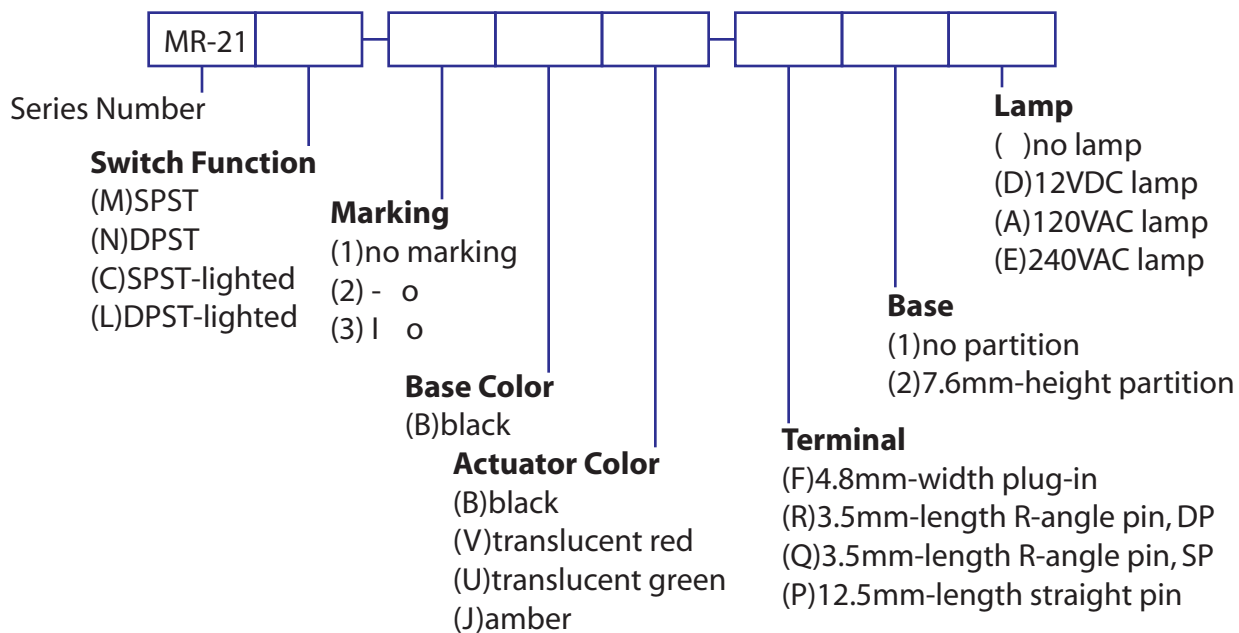 MR-21
Series Number
Switch Function
(M)SPST
(N)DPST
(C)SPST-lighted
(L)DPST-lighted
Marking
(1)no marking
(2) - o
(3) l o
Base Color
(B)black
Actuator Color
(B)black
(V)translucent red
(U)translucent green
(J)amber
Terminal
(F)4.8mm-width plug-in
(R)3.5mm-length R-angle pin, DP
(Q)3.5mm-length R-angle pin, SP
(P)12.5mm-length straight pin
Base
(1)no partition
(2)7.6mm-height partition
Lamp
( )no lamp
(D)12VDC lamp
(A)120VAC lamp
(E)240VAC lamp